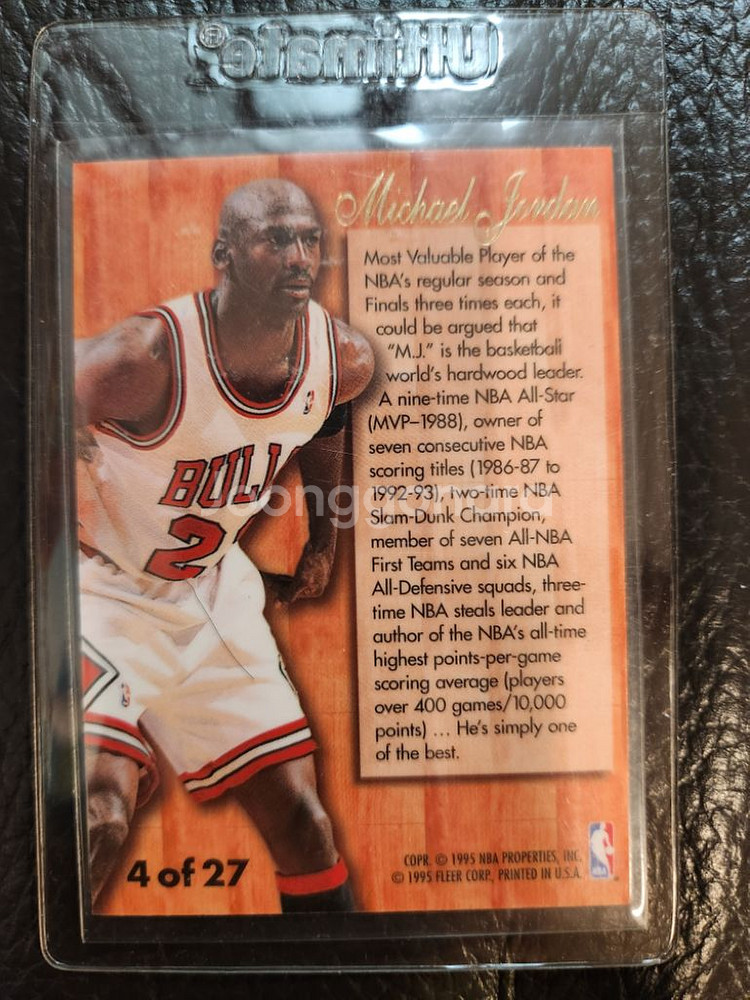 Ultimate
Michael Jordan
Most Valuable Player of the
NBA's regular season and
Finals three times each, it
could be argued that
"M.J." is the basketball
world's hardwood leader.
A nine-time NBA All-Star
(MVP–1988), owner of
seven consecutive NBA
scoring titles (1986-87 to
1992-93), two-time NBA
Slam-Dunk Champion,
member of seven All-NBA
First Teams and six NBA
All-Defensive squads, three-
time NBA steals leader and
author of the NBA's all-time
highest points-per-game
scoring average (players
over 400 games/10,000
points) ... He's simply one
of the best.
BULL
2
joonggonara
4 of 27
COPR. © 1995 NBA PROPERTIES, INC.
© 1995 FLEER CORP., PRINTED IN U.S.A.
NBA